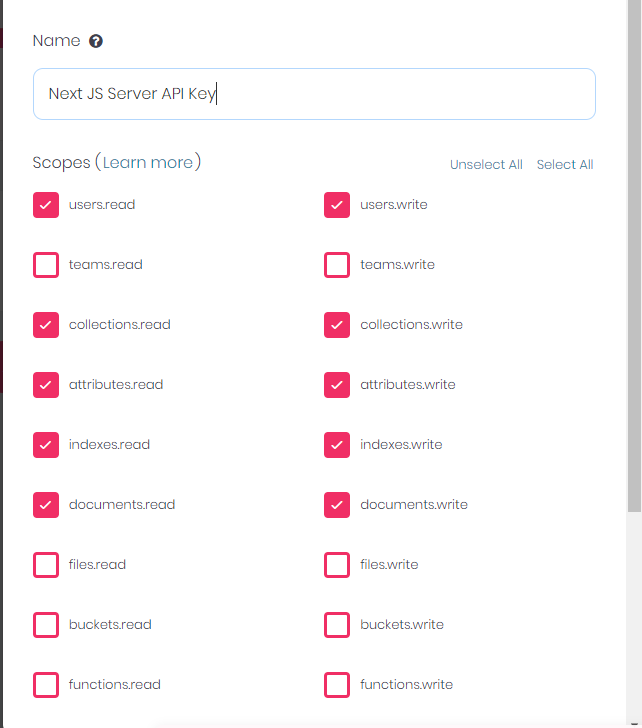 Name ?
Next JS Server API Key
Scopes (Learn more)
Unselect All Select All
users.read users.write
teams.read teams.write
collections.read collections.write
attributes.read attributes.write
indexes.read indexes.write
documents.read documents.write
files.read files.write
buckets.read buckets.write
functions.read functions.write